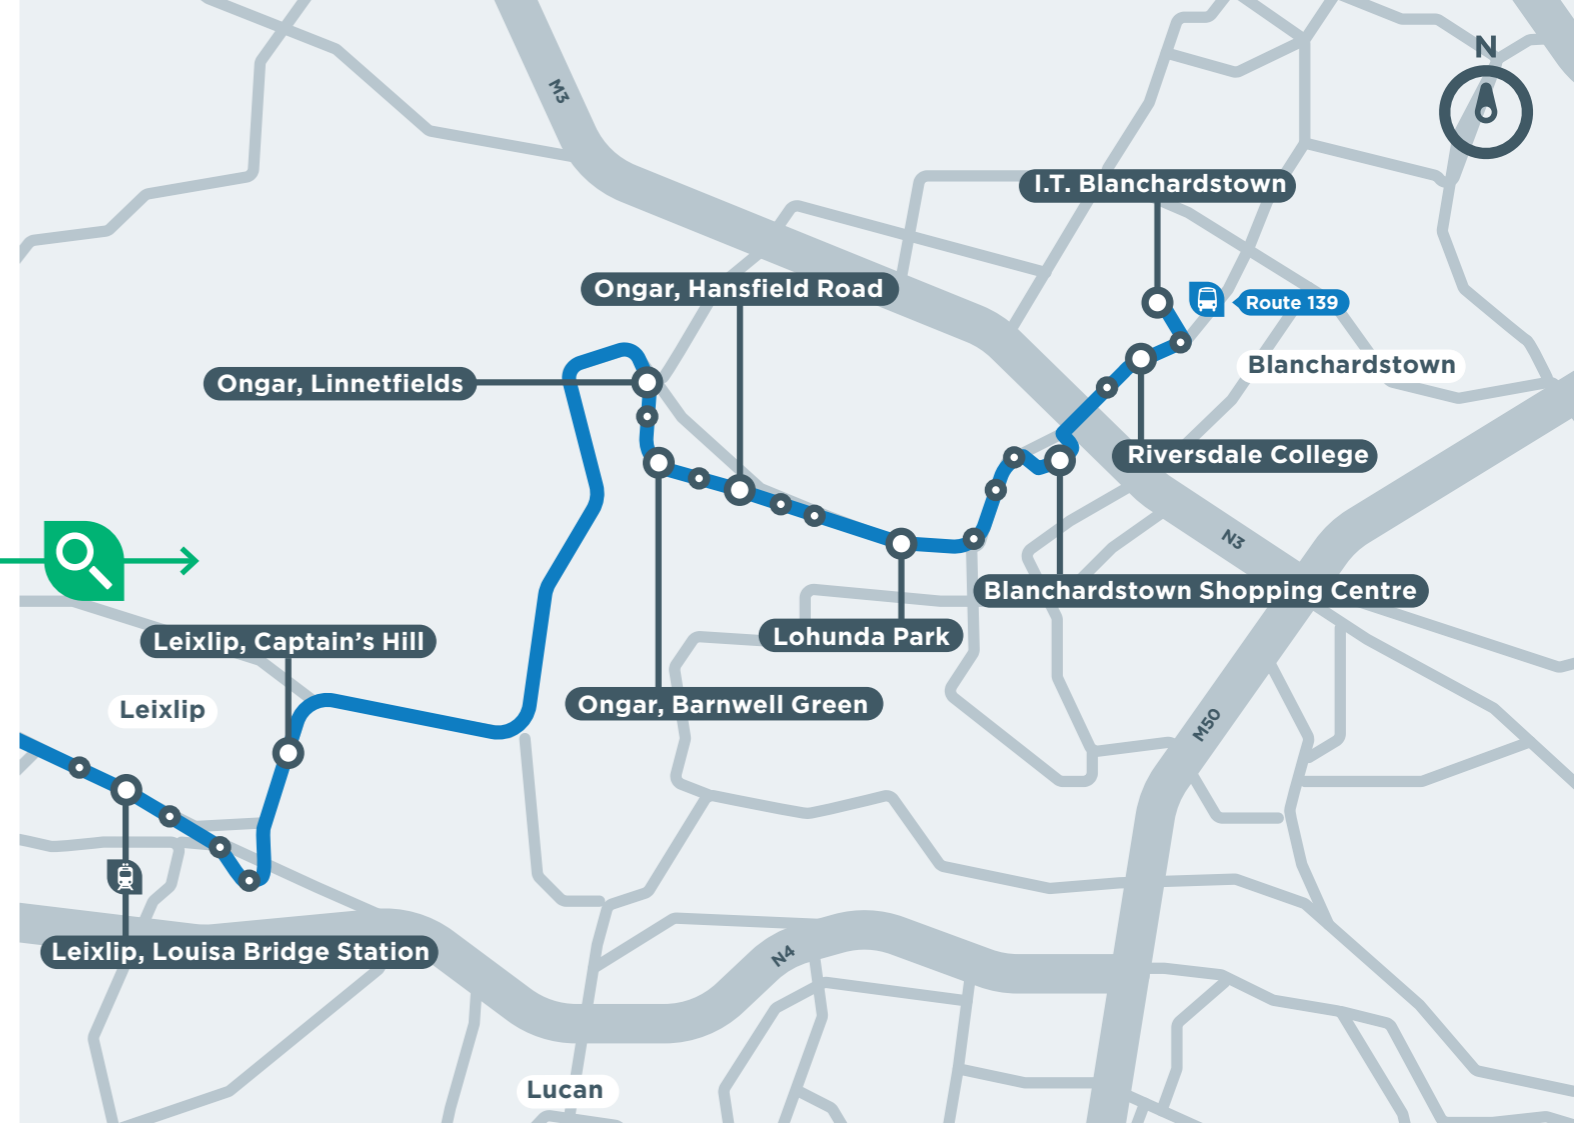 N
M3
I.T. Blanchardstown
Ongar, Hansfield Road
Route 139
Blanchardstown
Ongar, Linnetfields
Riversdale College
N3
Blanchardstown Shopping Centre
Leixlip, Captain's Hill
Lohunda Park
Leixlip
Ongar, Barnwell Green
M50
Leixlip, Louisa Bridge Station
N4
Lucan